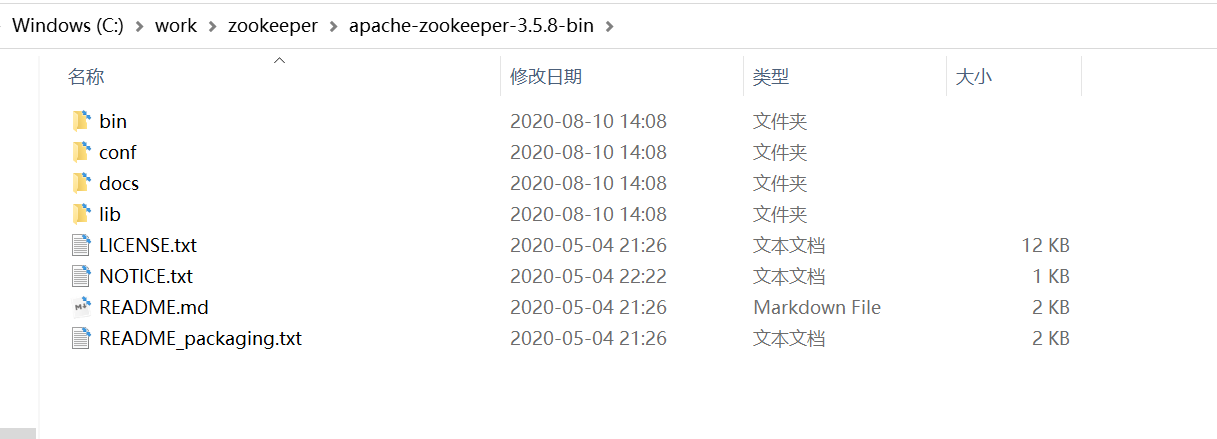 Windows (C:) › work › zookeeper › apache-zookeeper-3.5.8-bin ›
名称 修改日期 类型 大小
bin 2020-08-10 14:08 文件夹
conf 2020-08-10 14:08 文件夹
docs 2020-08-10 14:08 文件夹
lib 2020-08-10 14:08 文件夹
LICENSE.txt 2020-05-04 21:26 文本文档 12 KB
NOTICE.txt 2020-05-04 22:22 文本文档 1 KB
README.md 2020-05-04 21:26 Markdown File 2 KB
README_packaging.txt 2020-05-04 21:26 文本文档 2 KB